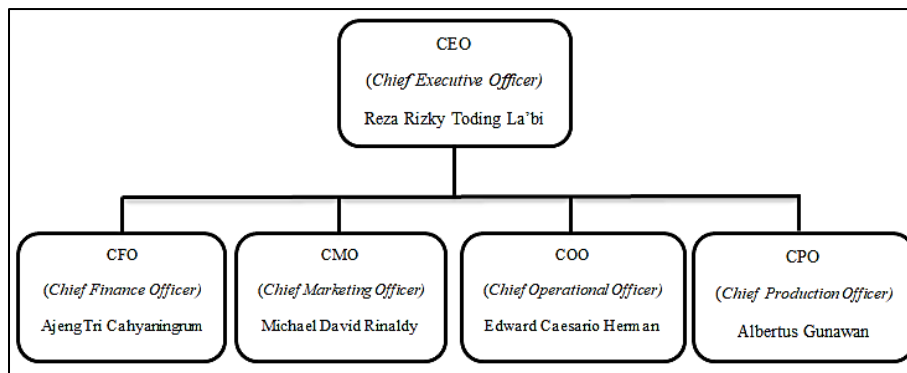 CEO
(Chief Executive Officer)
Reza Rizky Toding La’bi
CFO
(Chief Finance Officer)
Ajeng Tri Cahyaningrum
CMO
(Chief Marketing Officer)
Michael David Rinaldy
COO
(Chief Operational Officer)
Edward Caesario Herman
CPO
(Chief Production Officer)
Albertus Gunawan